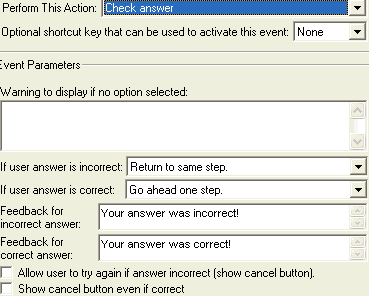 Perform This Action: Check answer
Optional shortcut key that can be used to activate this event: None
Event Parameters
Warning to display if no option selected:
If user answer is incorrect: Return to same step.
If user answer is correct: Go ahead one step.
Feedback for incorrect answer: Your answer was incorrect!
Feedback for correct answer: Your answer was correct!
Allow user to try again if answer incorrect (show cancel button).
Show cancel button even if correct